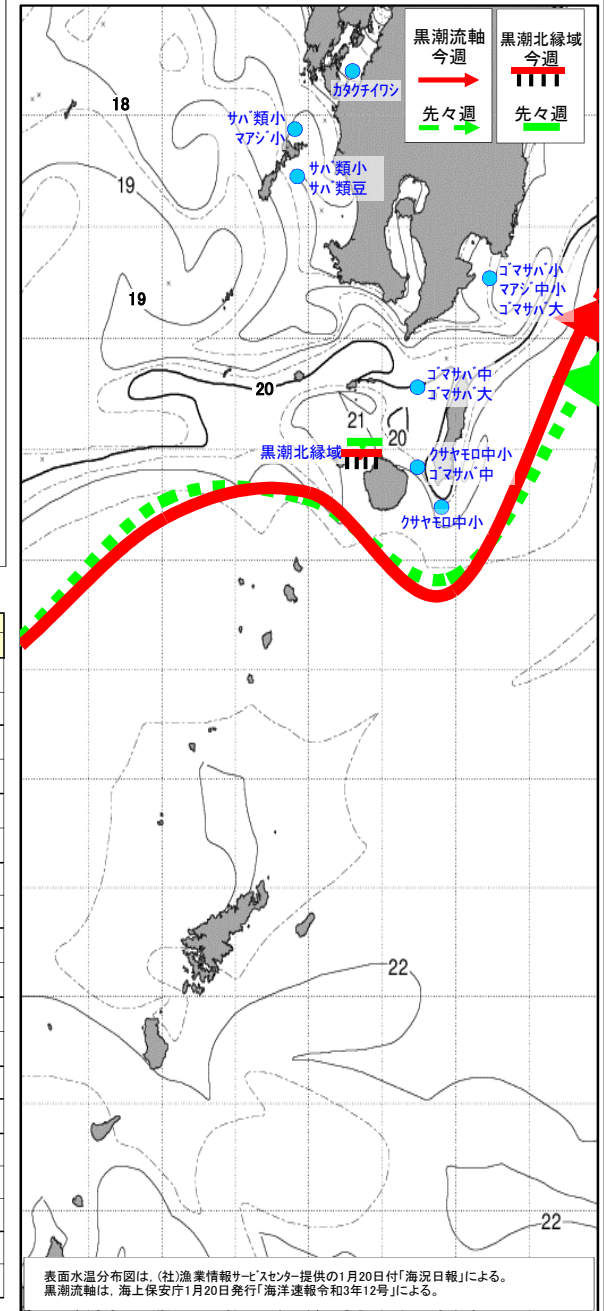 黒潮流軸
今週
先々週
黒潮北縁域
今週
先々週
カタクチイワシ
18
サバ類小
マアジ小
サバ類小
サバ類豆
19
ゴマサバ小
マアジ中小
ゴマサバ大
19
20
ゴマサバ中
ゴマサバ大
21
20
黒潮北縁域
クサヤモロ中小
ゴマサバ中
クサヤモロ中小
22
22
表面水温分布図は，(社)漁業情報サービスセンター提供の1月20日付「海況日報」による。
黒潮流軸は，海上保安庁1月20日発行「海洋速報令和3年12号」による。